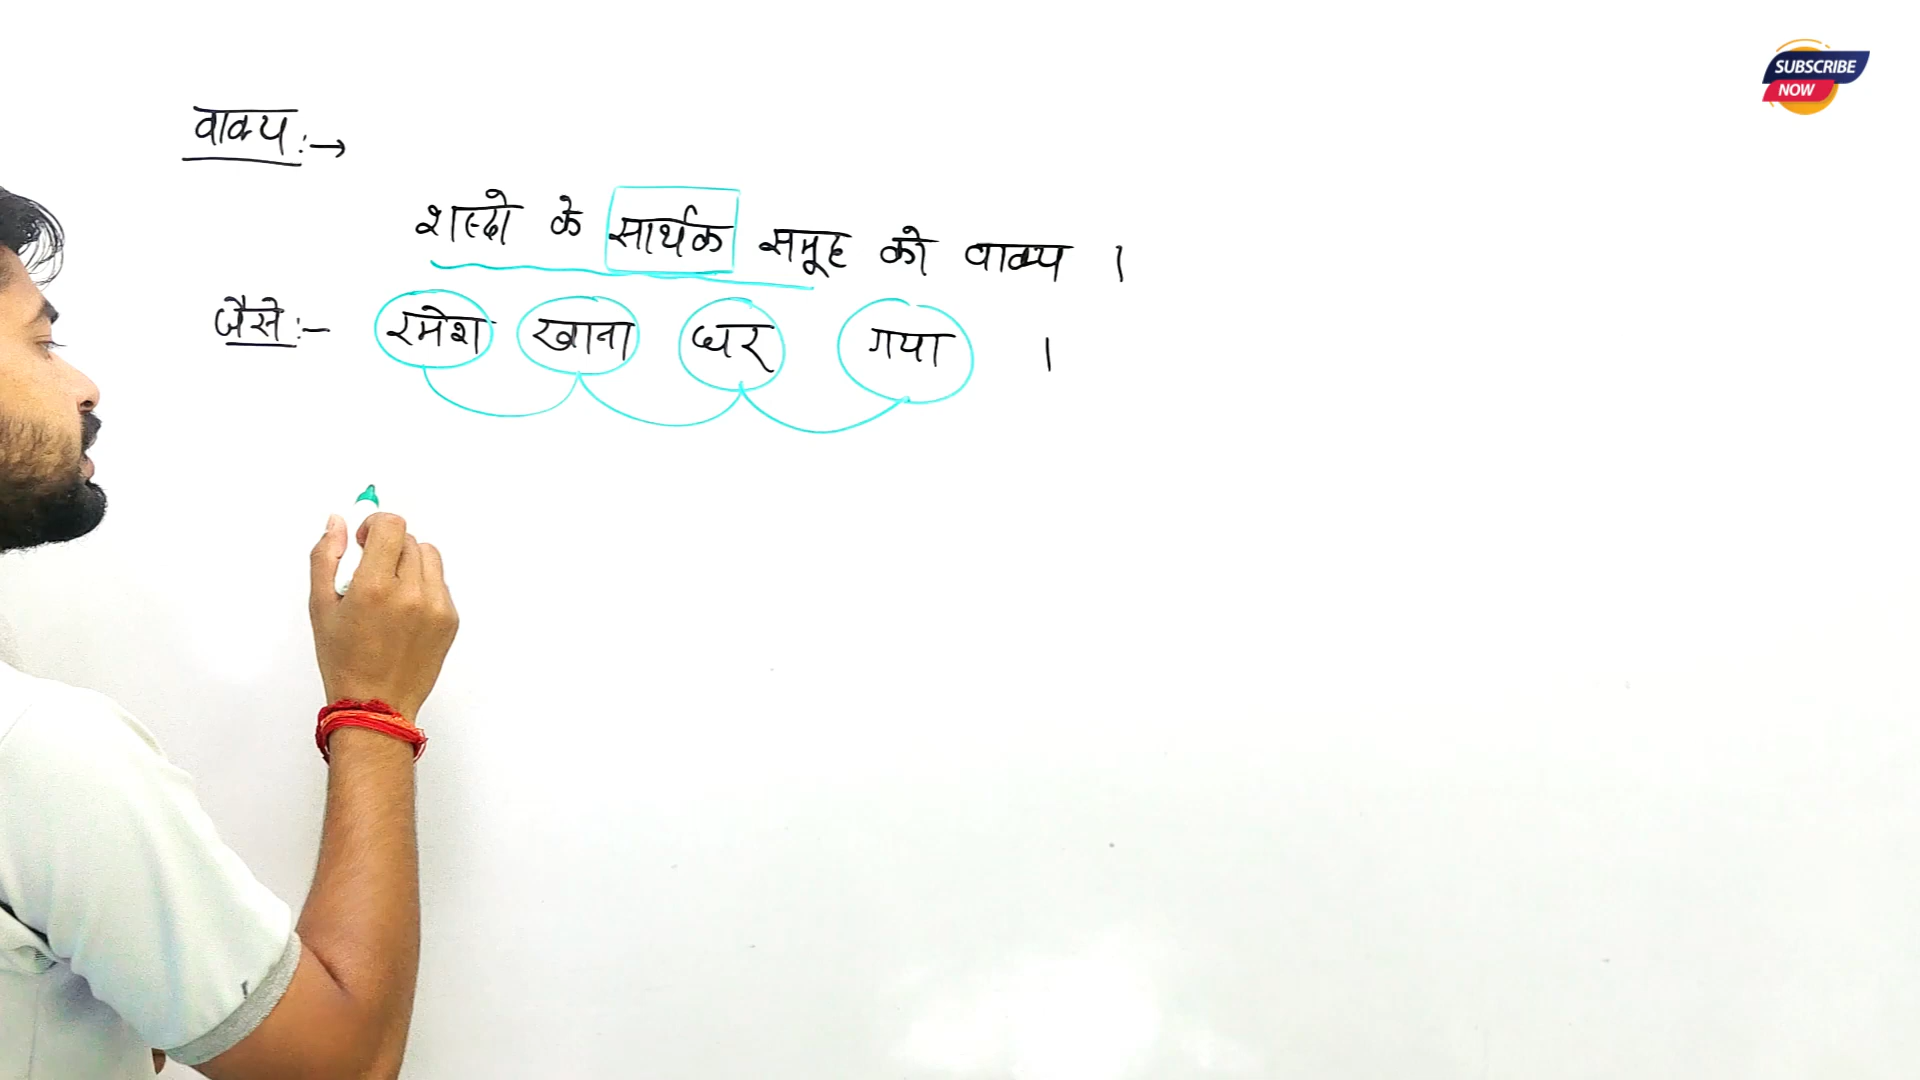 SUBSCRIBE
NOW
वाक्य :→
शब्दो के सार्थक समूह को वाक्य ।
जैसे :- रमेश खाना घर गया ।